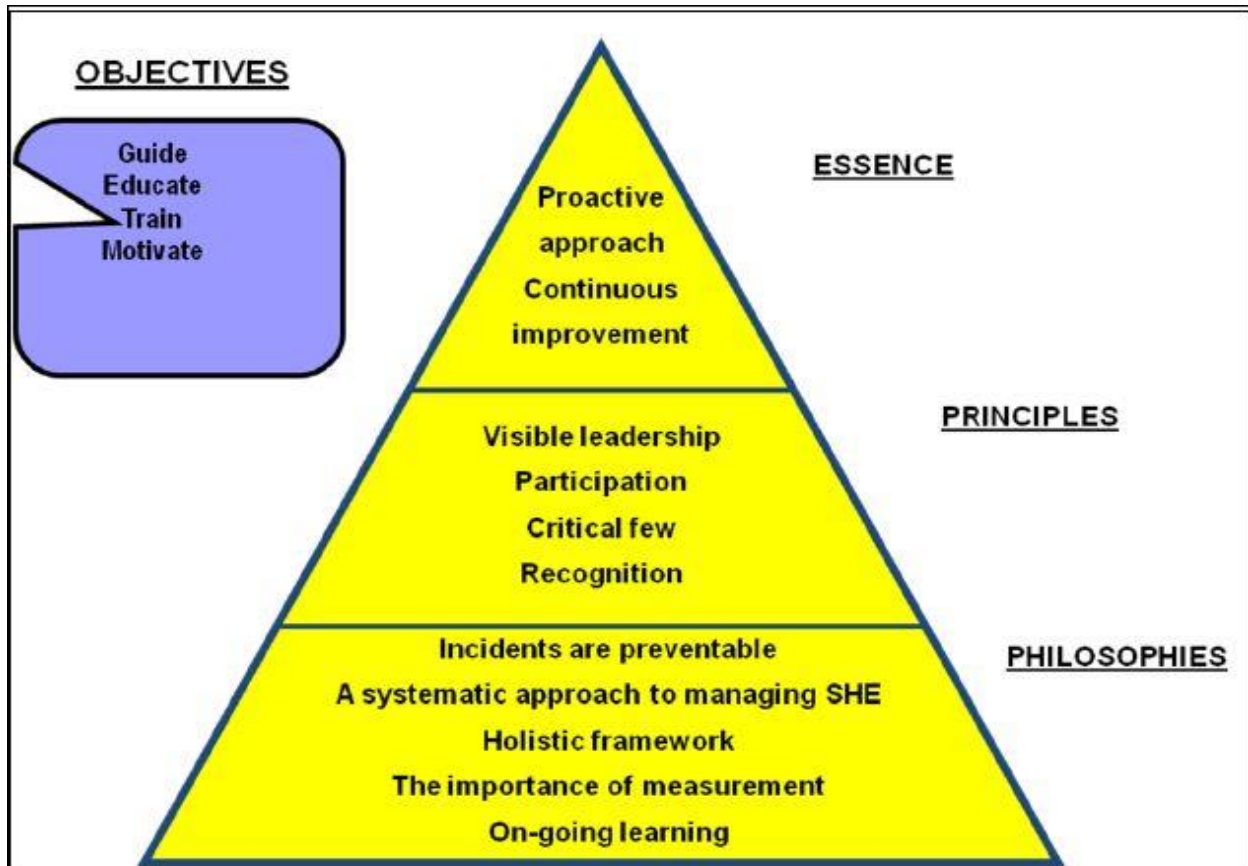 OBJECTIVES
Guide
Educate
Train
Motivate
ESSENCE
Proactive
approach
Continuous
improvement
PRINCIPLES
Visible leadership
Participation
Critical few
Recognition
PHILOSOPHIES
Incidents are preventable
A systematic approach to managing SHE
Holistic framework
The importance of measurement
On-going learning